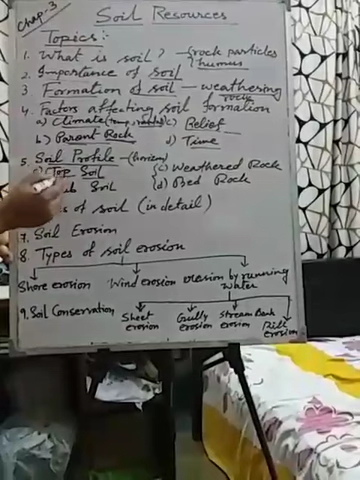 Chap.3
Soil Resources
Topics:
1. What is soil? - (rock particles
humus
2. Importance of soil
3 Formation of soil - weathering
rock
4. Factors affecting soil formation
a) Climate (temp, rainfall) c) Relief
b) Parent Rock d) Time
5. Soil Profile - (horizon)
Top Soil (c) Weathered Rock
Soil (d) Bed Rock
of soil (in detail)
7. Soil Erosion
8. Types of soil erosion
Shore erosion Wind erosion erosion by running
water
9. Soil Conservation Sheet erosion Gully erosion Stream Bank erosion Rill erosion